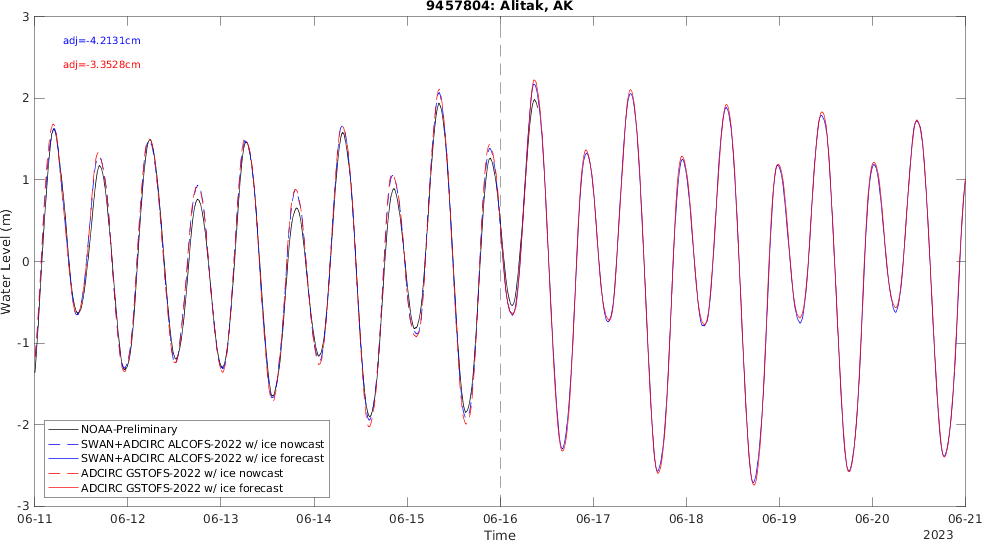 9457804: Alitak, AK
adj=-4.2131cm
adj=-3.3528cm
3
2
1
0
-1
-2
-3
Water Level (m)
NOAA-Preliminary
SWAN+ADCIRC ALCOFS-2022 w/ ice nowcast
SWAN+ADCIRC ALCOFS-2022 w/ ice forecast
ADCIRC GSTOFS-2022 w/ ice nowcast
ADCIRC GSTOFS-2022 w/ ice forecast
06-11 06-12 06-13 06-14 06-15 06-16 06-17 06-18 06-19 06-20 06-21
Time
2023